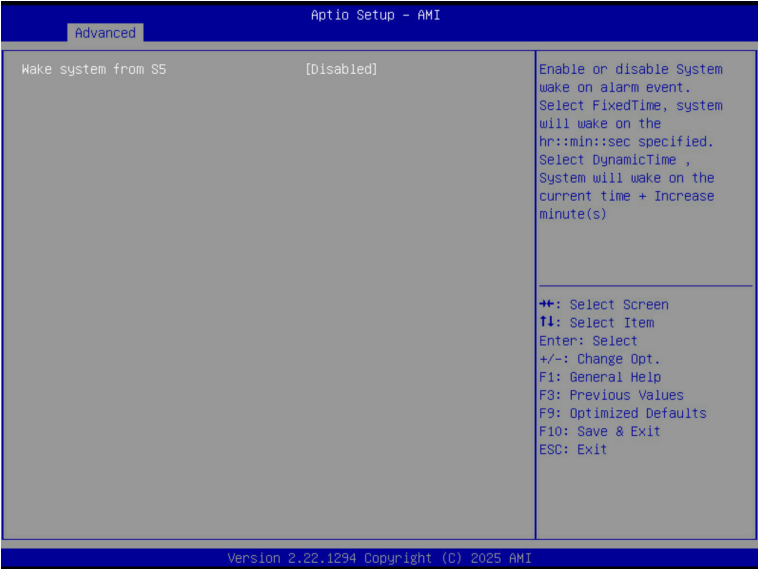 Aptio Setup – AMI
Advanced
Wake system from S5 [Disabled]
Enable or disable System
wake on alarm event.
Select FixedTime, system
will wake on the
hr::min::sec specified.
Select DynamicTime ,
System will wake on the
current time + Increase
minute(s)
→←: Select Screen
↑↓: Select Item
Enter: Select
+/-: Change Opt.
F1: General Help
F3: Previous Values
F9: Optimized Defaults
F10: Save & Exit
ESC: Exit
Version 2.22.1294 Copyright (C) 2025 AMI